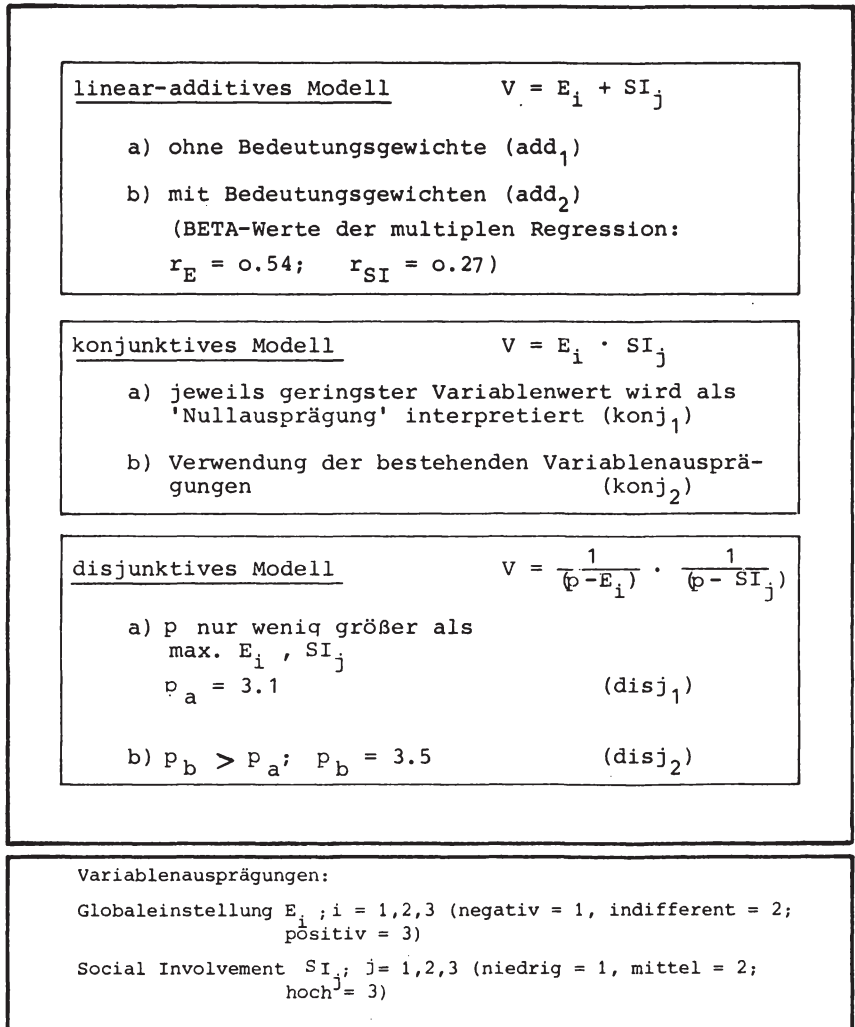 linear-additives Modell V = E_i + SI_j
a) ohne Bedeutungsgewichte (add_1)
b) mit Bedeutungsgewichten (add_2)
(BETA-Werte der multiplen Regression:
r_E = o.54; r_SI = o.27)
konjunktives Modell V = E_i · SI_j
a) jeweils geringster Variablenwert wird als
'Nullausprägung' interpretiert (konj_1)
b) Verwendung der bestehenden Variablenausprä-
gungen (konj_2)
disjunktives Modell V = 1/(p-E_i) · 1/(p- SI_j)
a) p nur wenig größer als
max. E_i , SI_j
p_a = 3.1 (disj_1)
b) p_b > p_a; p_b = 3.5 (disj_2)
Variablenausprägungen:
Globaleinstellung E_i ; i = 1,2,3 (negativ = 1, indifferent = 2;
positiv = 3)
Social Involvement SI_j; j= 1,2,3 (niedrig = 1, mittel = 2;
hoch = 3)